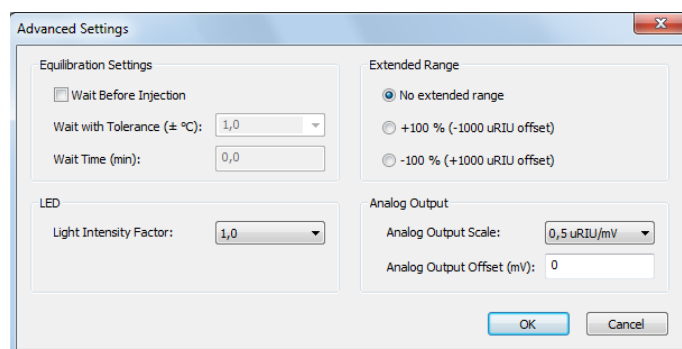 Advanced Settings
Equilibration Settings
Wait Before Injection
Wait with Tolerance (± ºC): 1,0
Wait Time (min): 0,0
Extended Range
No extended range
+100 % (-1000 uRIU offset)
-100 % (+1000 uRIU offset)
LED
Light Intensity Factor: 1,0
Analog Output
Analog Output Scale: 0,5 uRIU/mV
Analog Output Offset (mV): 0
OK Cancel